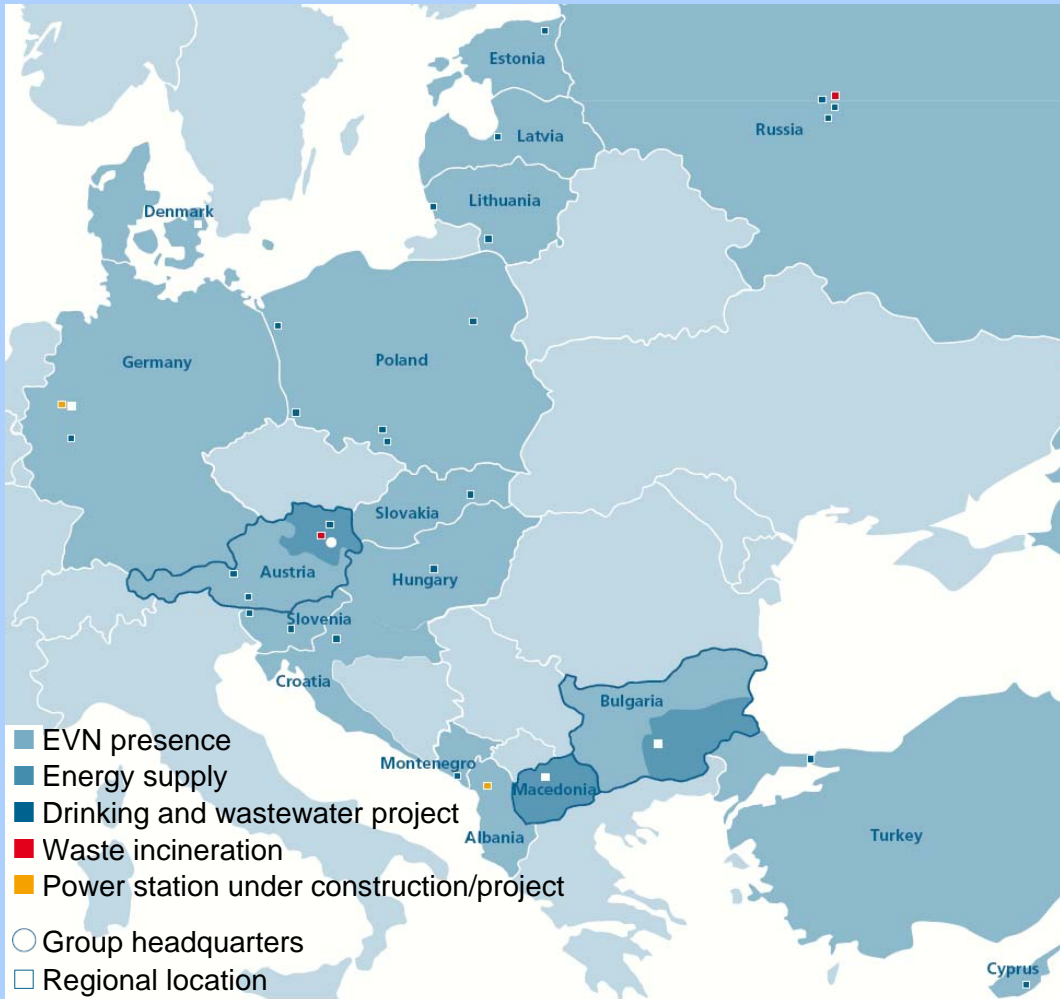 Estonia
Russia
Latvia
Lithuania
Denmark
Germany
Poland
Slovakia
Austria
Hungary
Slovenia
Croatia
Bulgaria
Montenegro
Macedonia
Albania
Turkey
Cyprus
EVN presence
Energy supply
Drinking and wastewater project
Waste incineration
Power station under construction/project
Group headquarters
Regional location